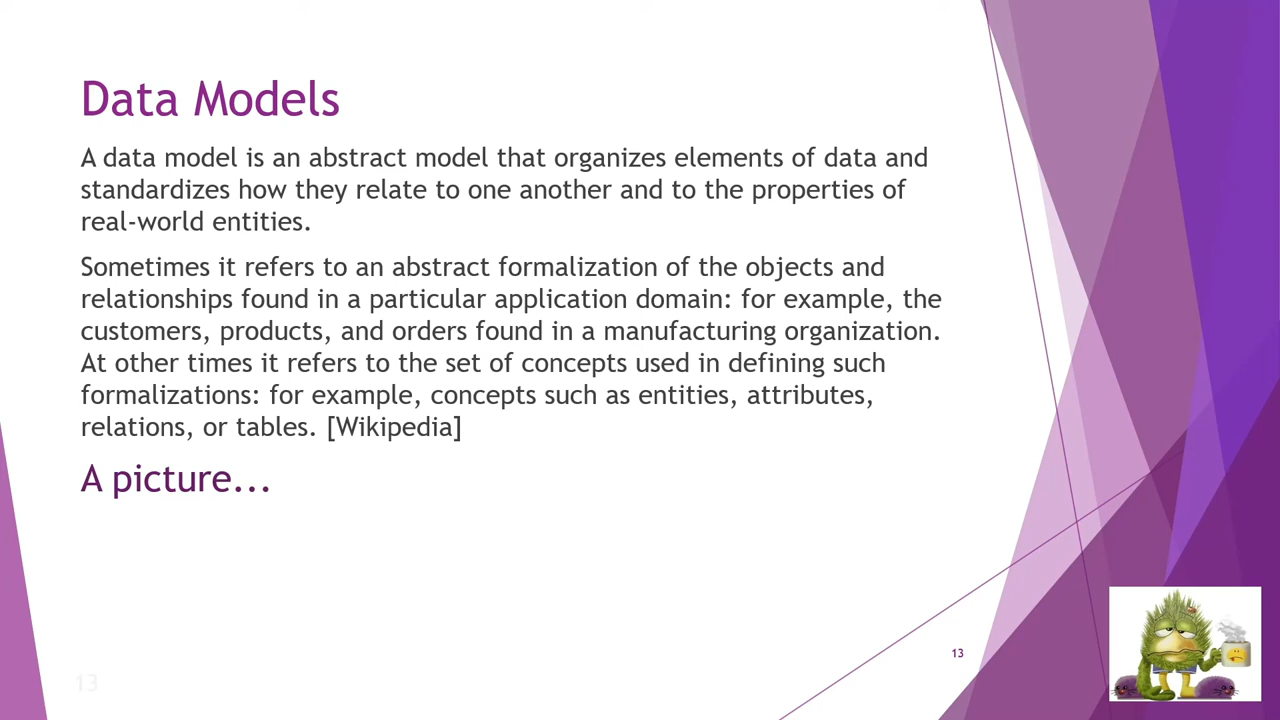 Data Models
A data model is an abstract model that organizes elements of data and
standardizes how they relate to one another and to the properties of
real-world entities.
Sometimes it refers to an abstract formalization of the objects and
relationships found in a particular application domain: for example, the
customers, products, and orders found in a manufacturing organization.
At other times it refers to the set of concepts used in defining such
formalizations: for example, concepts such as entities, attributes,
relations, or tables. [Wikipedia]
A picture...
13
13